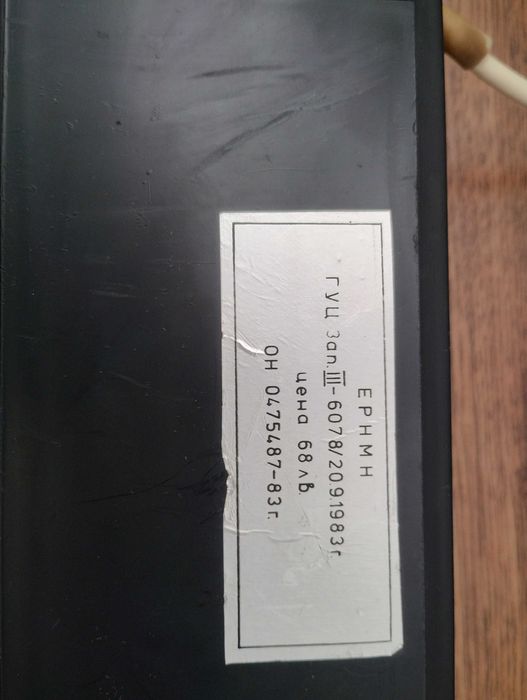 ЕРНМН
ГУЦ Зап. III-6078/20.9.1983г.
цена 68 лв.
ОН 0475487-83г.